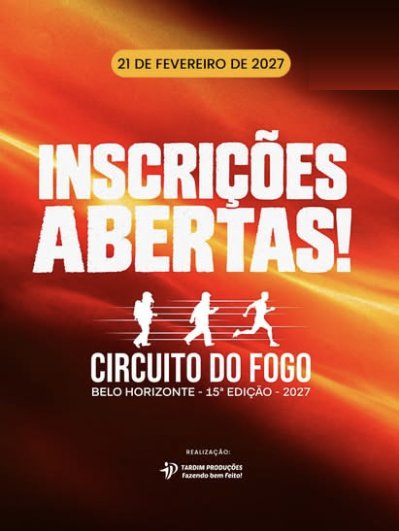 21 DE FEVEREIRO DE 2027
INSCRIÇÕES
ABERTAS!
CIRCUITO DO FOGO
BELO HORIZONTE - 15ª EDIÇÃO - 2027
REALIZAÇÃO:
TARDIM PRODUÇÕES
Fazendo bem feito!